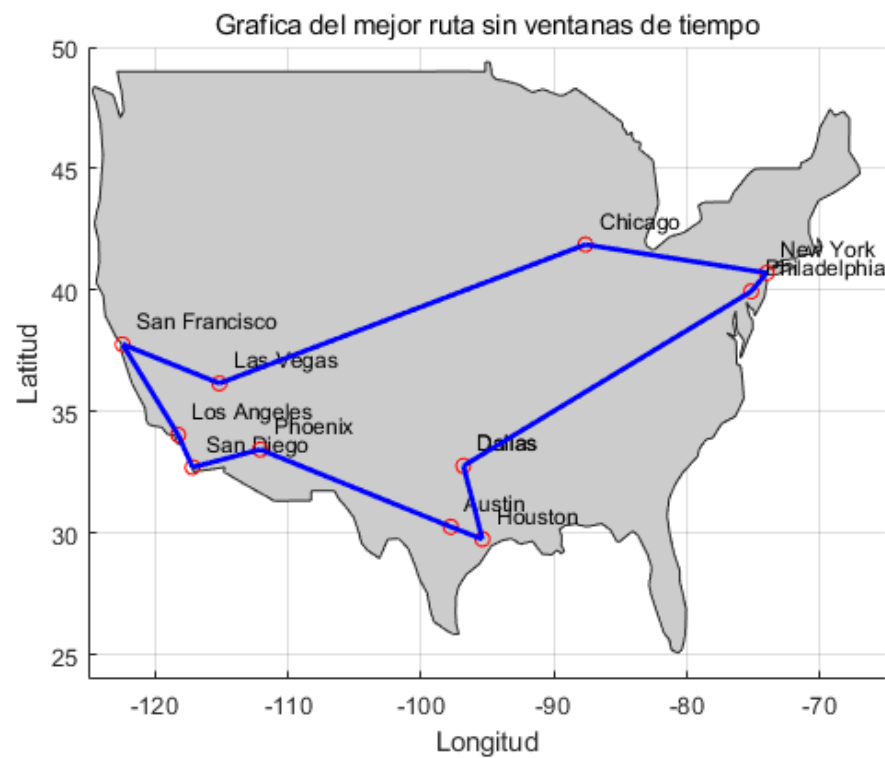 Grafica del mejor ruta sin ventanas de tiempo
50
45
40
35
30
25
Latitud
Chicago
New York
Philadelphia
San Francisco
Las Vegas
Los Angeles
Phoenix
San Diego
Dallas
Austin
Houston
-120
-110
-100
-90
-80
-70
Longitud